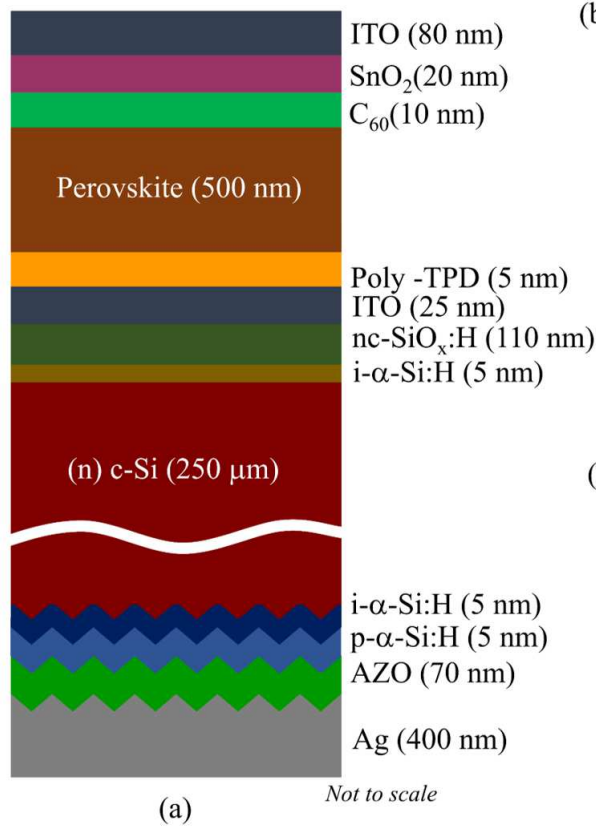 (b
ITO (80 nm)
SnO₂(20 nm)
C₆₀(10 nm)
Perovskite (500 nm)
Poly -TPD (5 nm)
ITO (25 nm)
nc-SiOₓ:H (110 nm)
i-α-Si:H (5 nm)
(n) c-Si (250 μm)
(
i-α-Si:H (5 nm)
p-α-Si:H (5 nm)
AZO (70 nm)
Ag (400 nm)
Not to scale
(a)